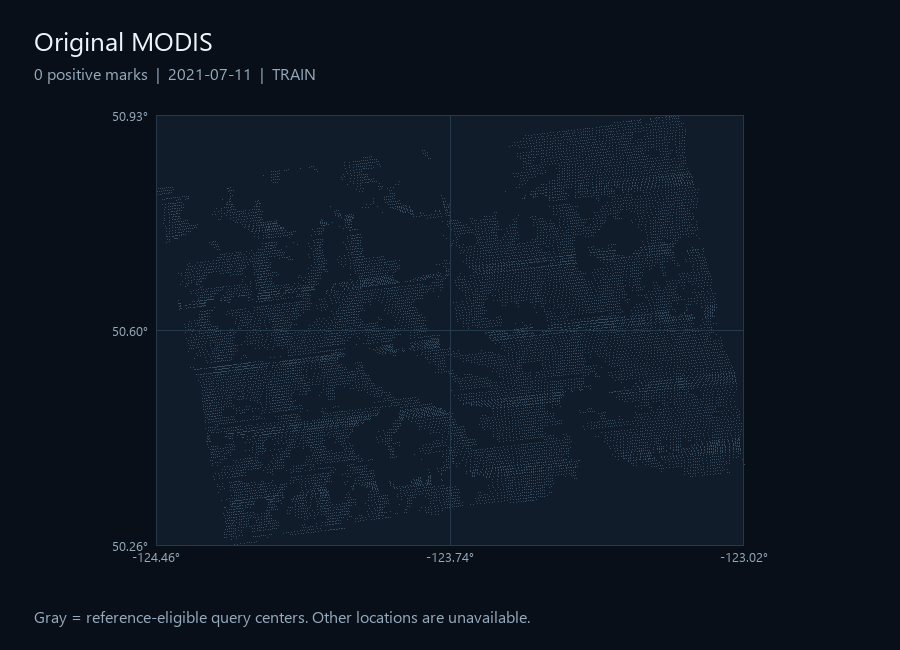 Original MODIS
0 positive marks | 2021-07-11 | TRAIN
50.93°
50.60°
50.26°
-124.46°
-123.74°
-123.02°
Gray = reference-eligible query centers. Other locations are unavailable.